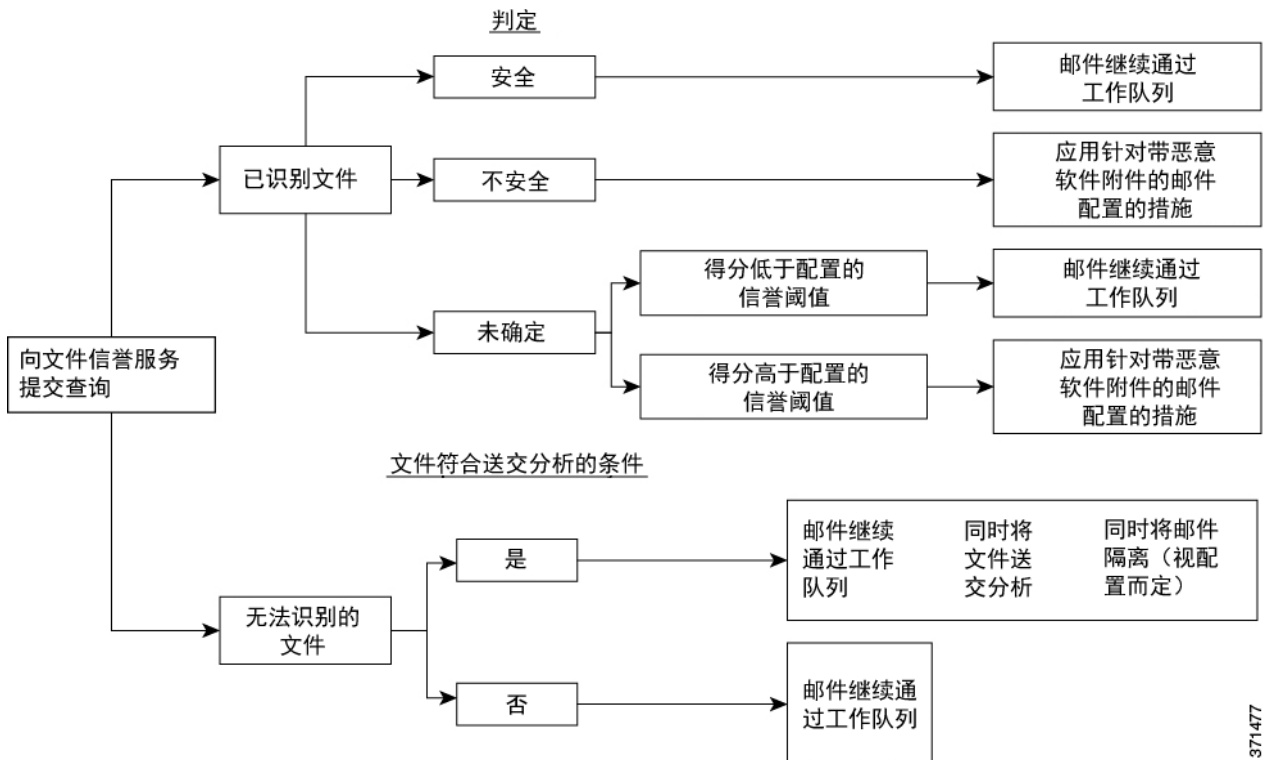 判定
安全
邮件继续通过
工作队列
已识别文件
不安全
应用针对带恶意
软件附件的邮件
配置的措施
未确定
得分低于配置的
信誉阈值
邮件继续通过
工作队列
得分高于配置的
信誉阈值
应用针对带恶意
软件附件的邮件
配置的措施
向文件信誉服务
提交查询
文件符合送交分析的条件
无法识别的
文件
是
邮件继续
通过工作
队列
同时将
文件送
交分析
同时将邮件
隔离（视配
置而定）
否
邮件继续通
过工作队列
371477